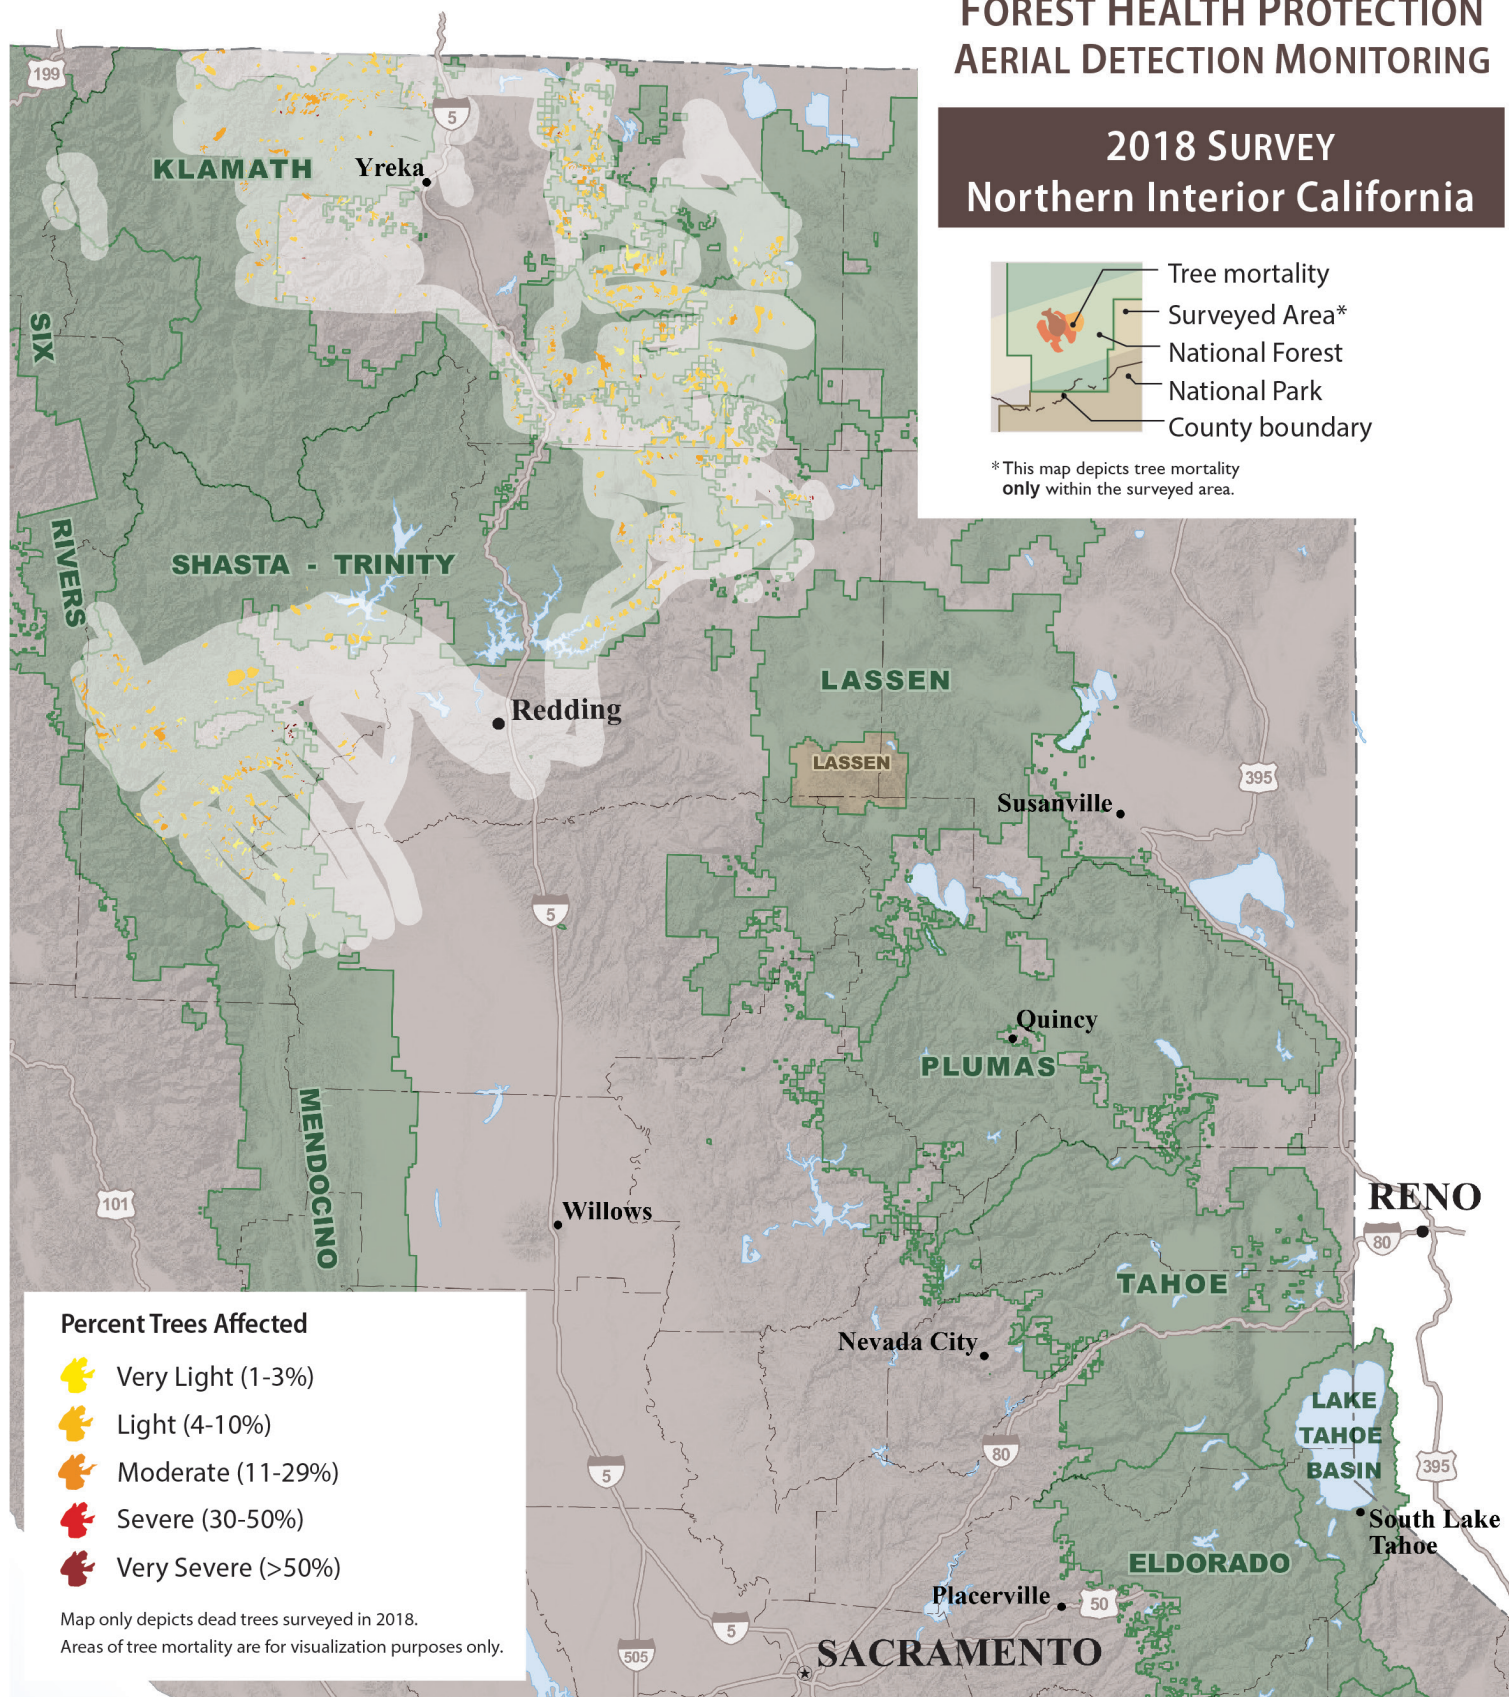 FOREST HEALTH PROTECTION
AERIAL DETECTION MONITORING
2018 SURVEY
Northern Interior California
Tree mortality
Surveyed Area*
National Forest
National Park
County boundary
* This map depicts tree mortality
only within the surveyed area.
199
5
KLAMATH
Yreka
SIX
RIVERS
SHASTA - TRINITY
Redding
LASSEN
LASSEN
Susanville
395
5
Quincy
PLUMAS
MENDOCINO
101
Willows
RENO
80
TAHOE
Nevada City
LAKE
TAHOE
BASIN
80
395
5
South Lake
Tahoe
ELDORADO
Placerville
50
5
505
SACRAMENTO
Percent Trees Affected
Very Light (1-3%)
Light (4-10%)
Moderate (11-29%)
Severe (30-50%)
Very Severe (>50%)
Map only depicts dead trees surveyed in 2018.
Areas of tree mortality are for visualization purposes only.